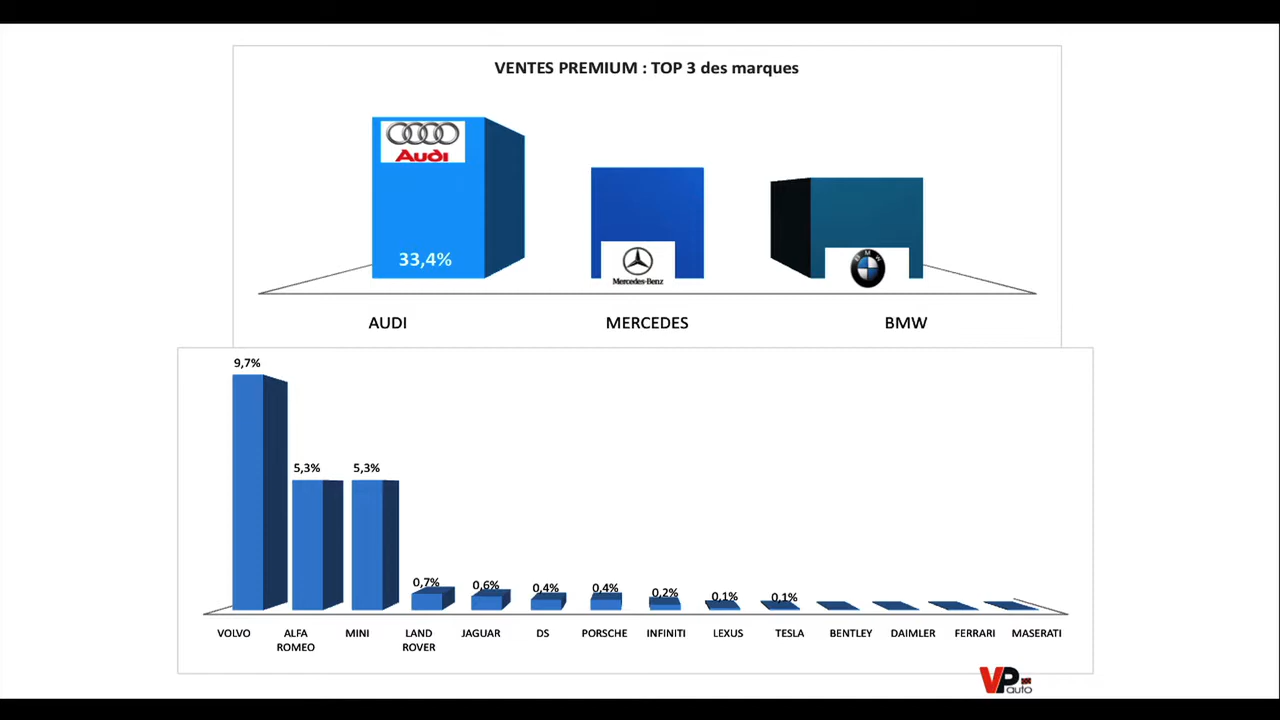 VENTES PREMIUM : TOP 3 des marques
Audi
33,4%
Mercedes-Benz
BMW
AUDI
MERCEDES
BMW
9,7%
5,3%
5,3%
0,7%
0,6%
0,4%
0,4%
0,2%
0,1%
0,1%
VOLVO
ALFA
ROMEO
MINI
LAND
ROVER
JAGUAR
DS
PORSCHE
INFINITI
LEXUS
TESLA
BENTLEY
DAIMLER
FERRARI
MASERATI
VP
auto